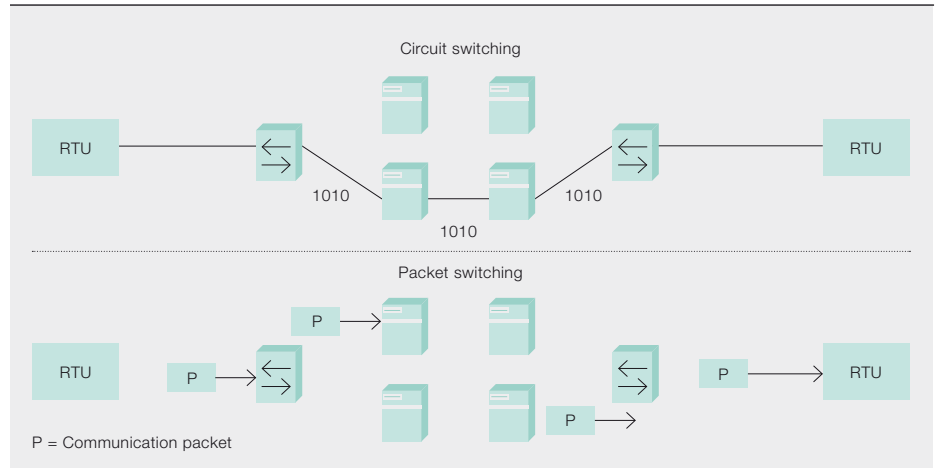 Circuit switching
RTU
RTU
1010
1010
1010
Packet switching
P
P
RTU
P
P
RTU
P = Communication packet